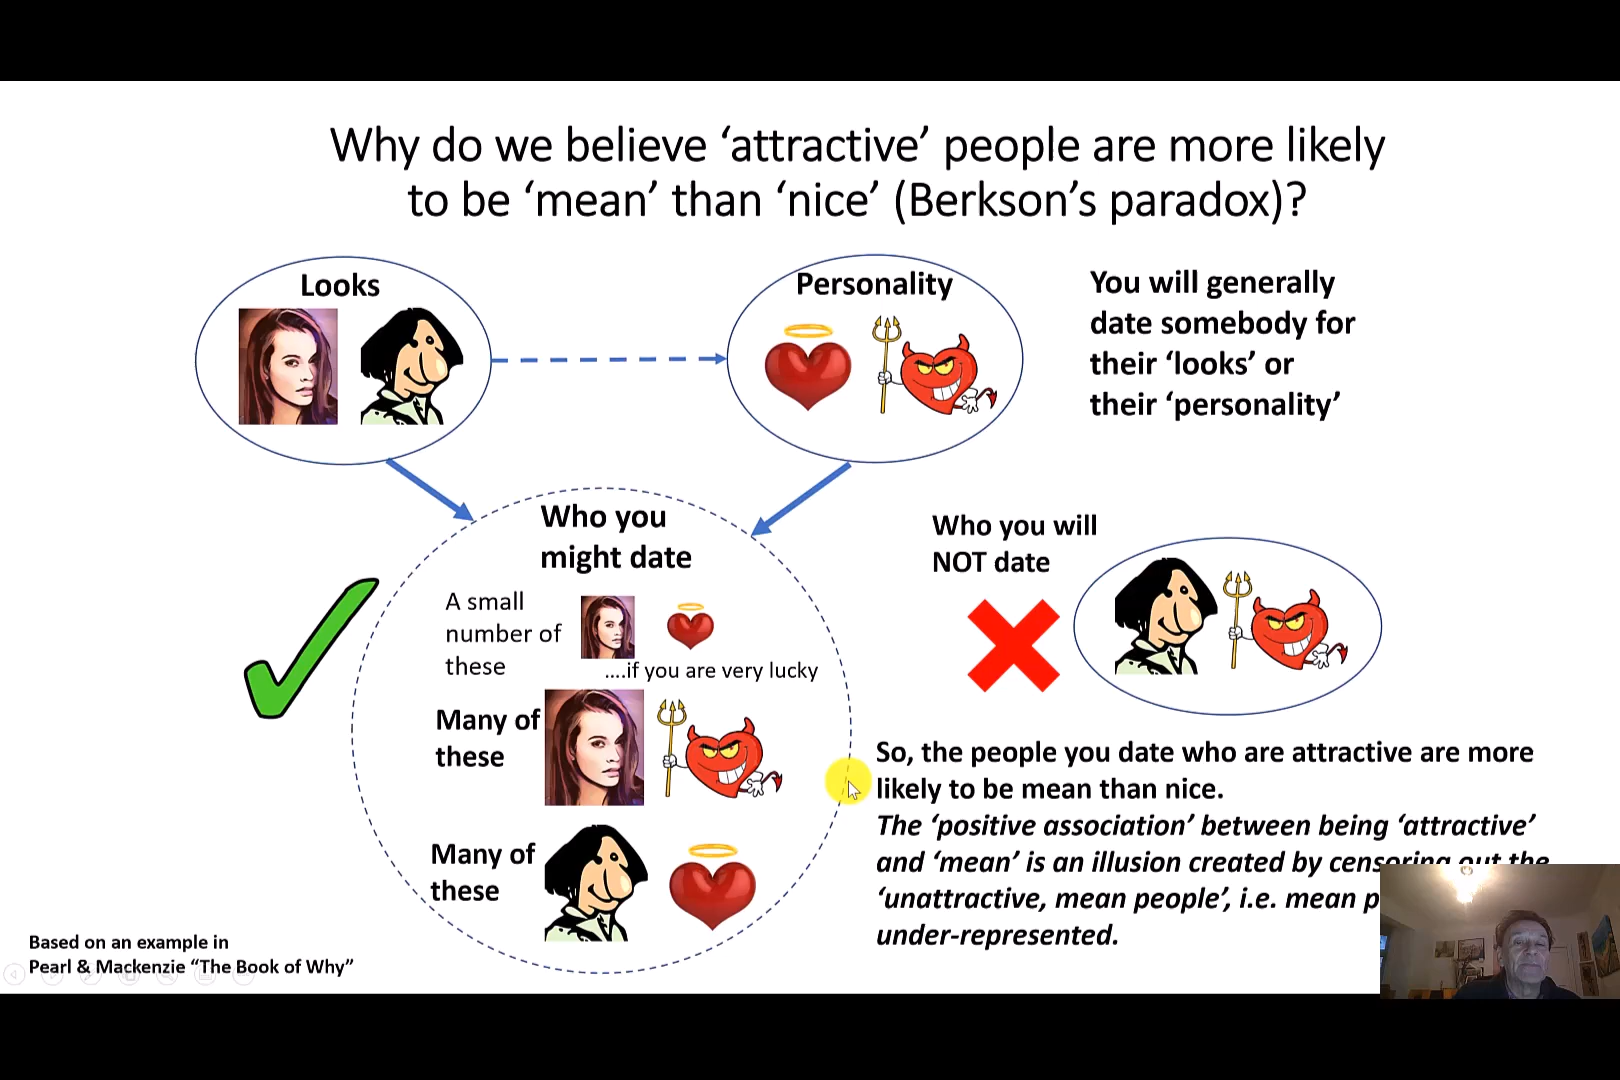 Why do we believe ‘attractive’ people are more likely
to be ‘mean’ than ‘nice’ (Berkson’s paradox)?
Looks
Personality
You will generally
date somebody for
their ‘looks’ or
their ‘personality’
Who you
might date
A small
number of
these
....if you are very lucky
Many of
these
Many of
these
Who you will
NOT date
So, the people you date who are attractive are more
likely to be mean than nice.
The ‘positive association’ between being ‘attractive’
and ‘mean’ is an illusion created by censoring out the
‘unattractive, mean people’, i.e. mean
under-represented.
Based on an example in
Pearl & Mackenzie “The Book of Why”